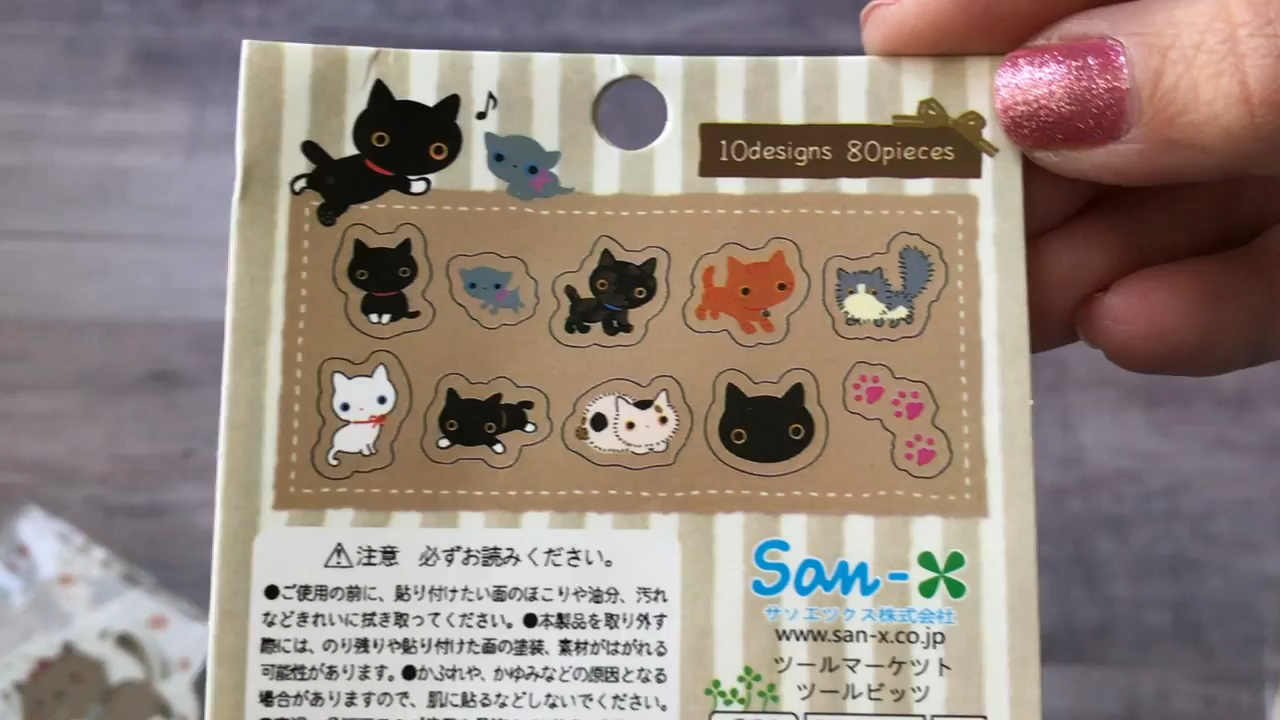 10designs 80pieces
⚠注意 必ずお読みください。
●ご使用の前に、貼り付けたい面のほこりや油分、汚れ
などきれいに拭き取ってください。●本製品を取り外す
際には、のり残りや貼り付けた面の塗装、素材がはがれる
可能性があります。●かぶれや、かゆみなどの原因となる
場合がありますので、肌に貼るなどしないでください。
San-X
サンエックス株式会社
www.san-x.co.jp
ツールマーケット
ツールビッツ